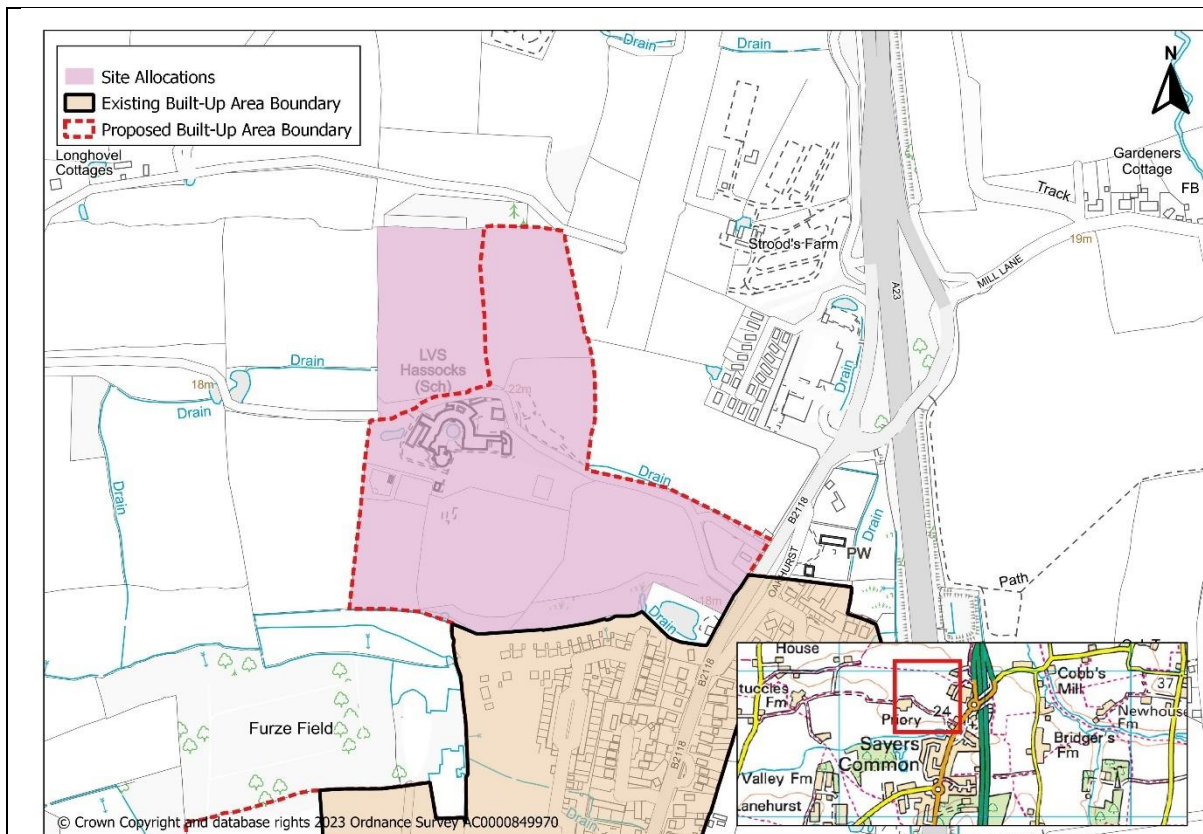 Site Allocations
Existing Built-Up Area Boundary
Proposed Built-Up Area Boundary
Drain
Drain
N
Longhovel
Cottages
Gardeners
Cottage
FB
Track
Strood's Farm
19m
MILL LANE
A23
LVS
Hassocks
(Sch)
Drain
18m
22m
Drain
Drain
Drain
Drain
B2118
Drain
OAKHURST
PW
Path
18m
Drain
B2118
Furze Field
B2118
House
Cobb's
Mill
37
tuccles
Fm
24
Priory
Newhouse
Fm
Bridger's
Fm
Sayers
Common
Valley Fm
anehurst
© Crown Copyright and database rights 2023 Ordnance Survey AC0000849970